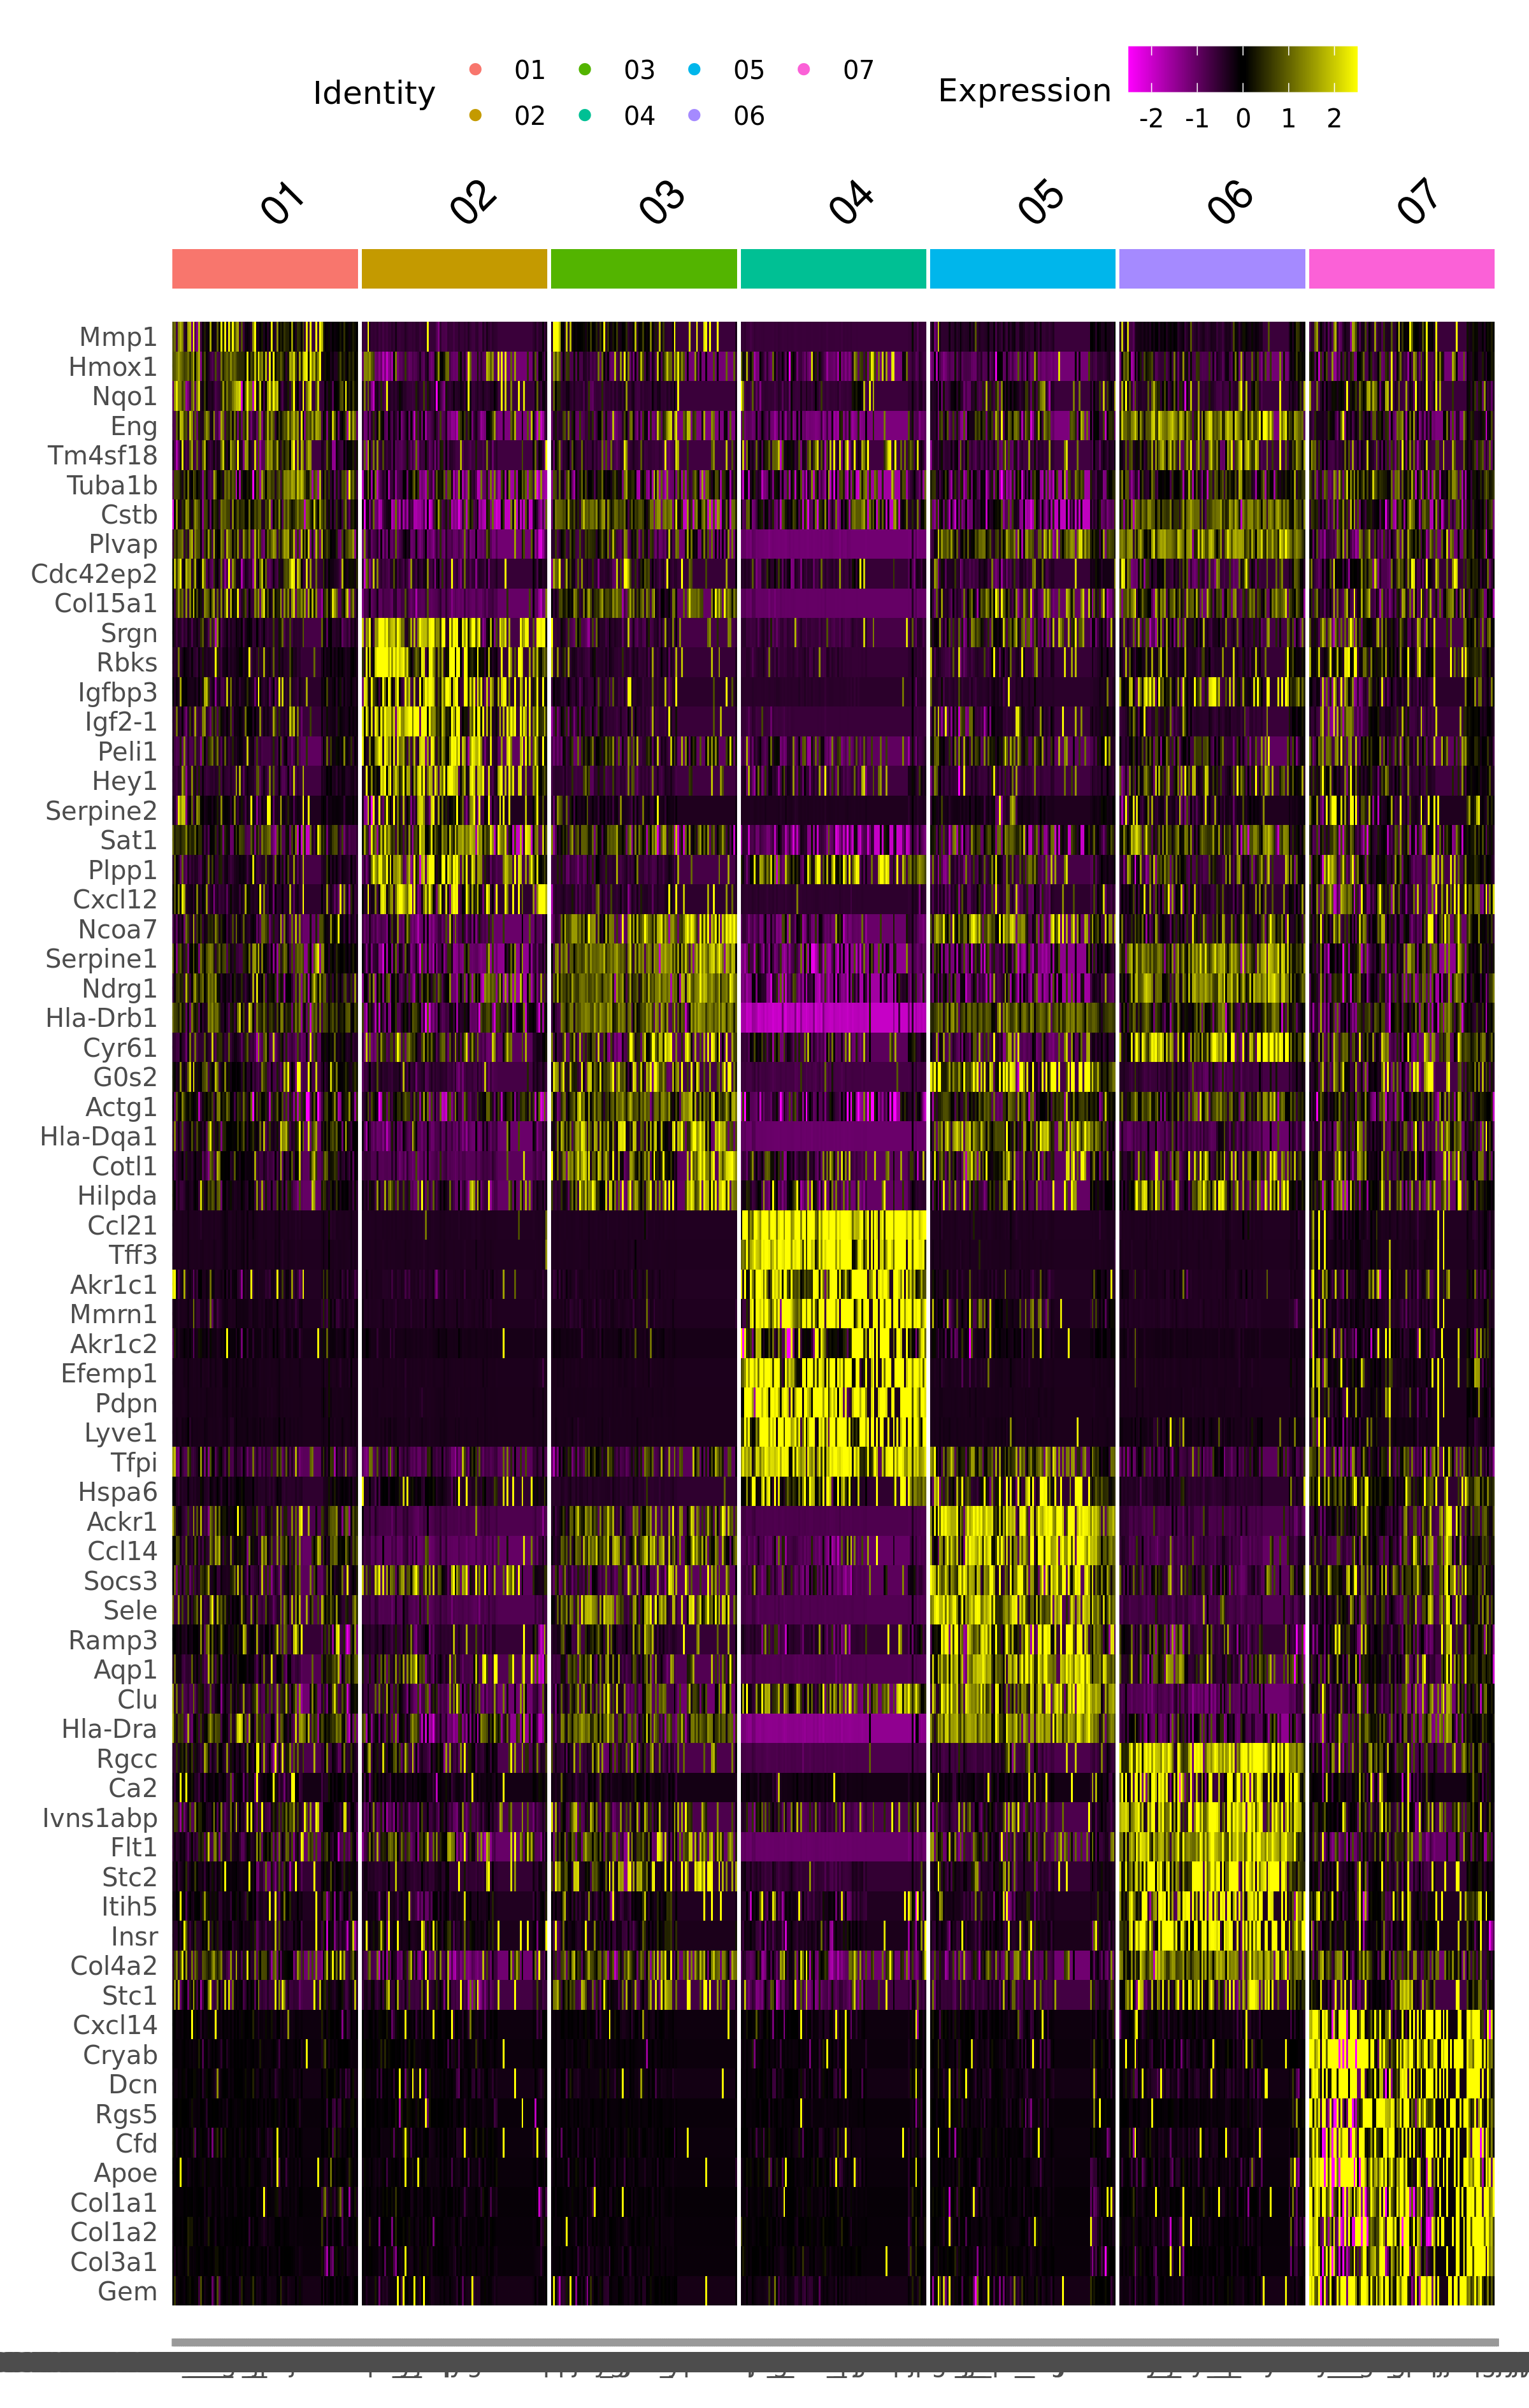 Identity
01 03 05 07
02 04 06
Expression
-2 -1 0 1 2
01 02 03 04 05 06 07
Mmp1
Hmox1
Nqo1
Eng
Tm4sf18
Tuba1b
Cstb
Plvap
Cdc42ep2
Col15a1
Srgn
Rbks
Igfbp3
Igf2-1
Peli1
Hey1
Serpine2
Sat1
Plpp1
Cxcl12
Ncoa7
Serpine1
Ndrg1
Hla-Drb1
Cyr61
G0s2
Actg1
Hla-Dqa1
Cotl1
Hilpda
Ccl21
Tff3
Akr1c1
Mmrn1
Akr1c2
Efemp1
Pdpn
Lyve1
Tfpi
Hspa6
Ackr1
Ccl14
Socs3
Sele
Ramp3
Aqp1
Clu
Hla-Dra
Rgcc
Ca2
Ivns1abp
Flt1
Stc2
Itih5
Insr
Col4a2
Stc1
Cxcl14
Cryab
Dcn
Rgs5
Cfd
Apoe
Col1a1
Col1a2
Col3a1
Gem